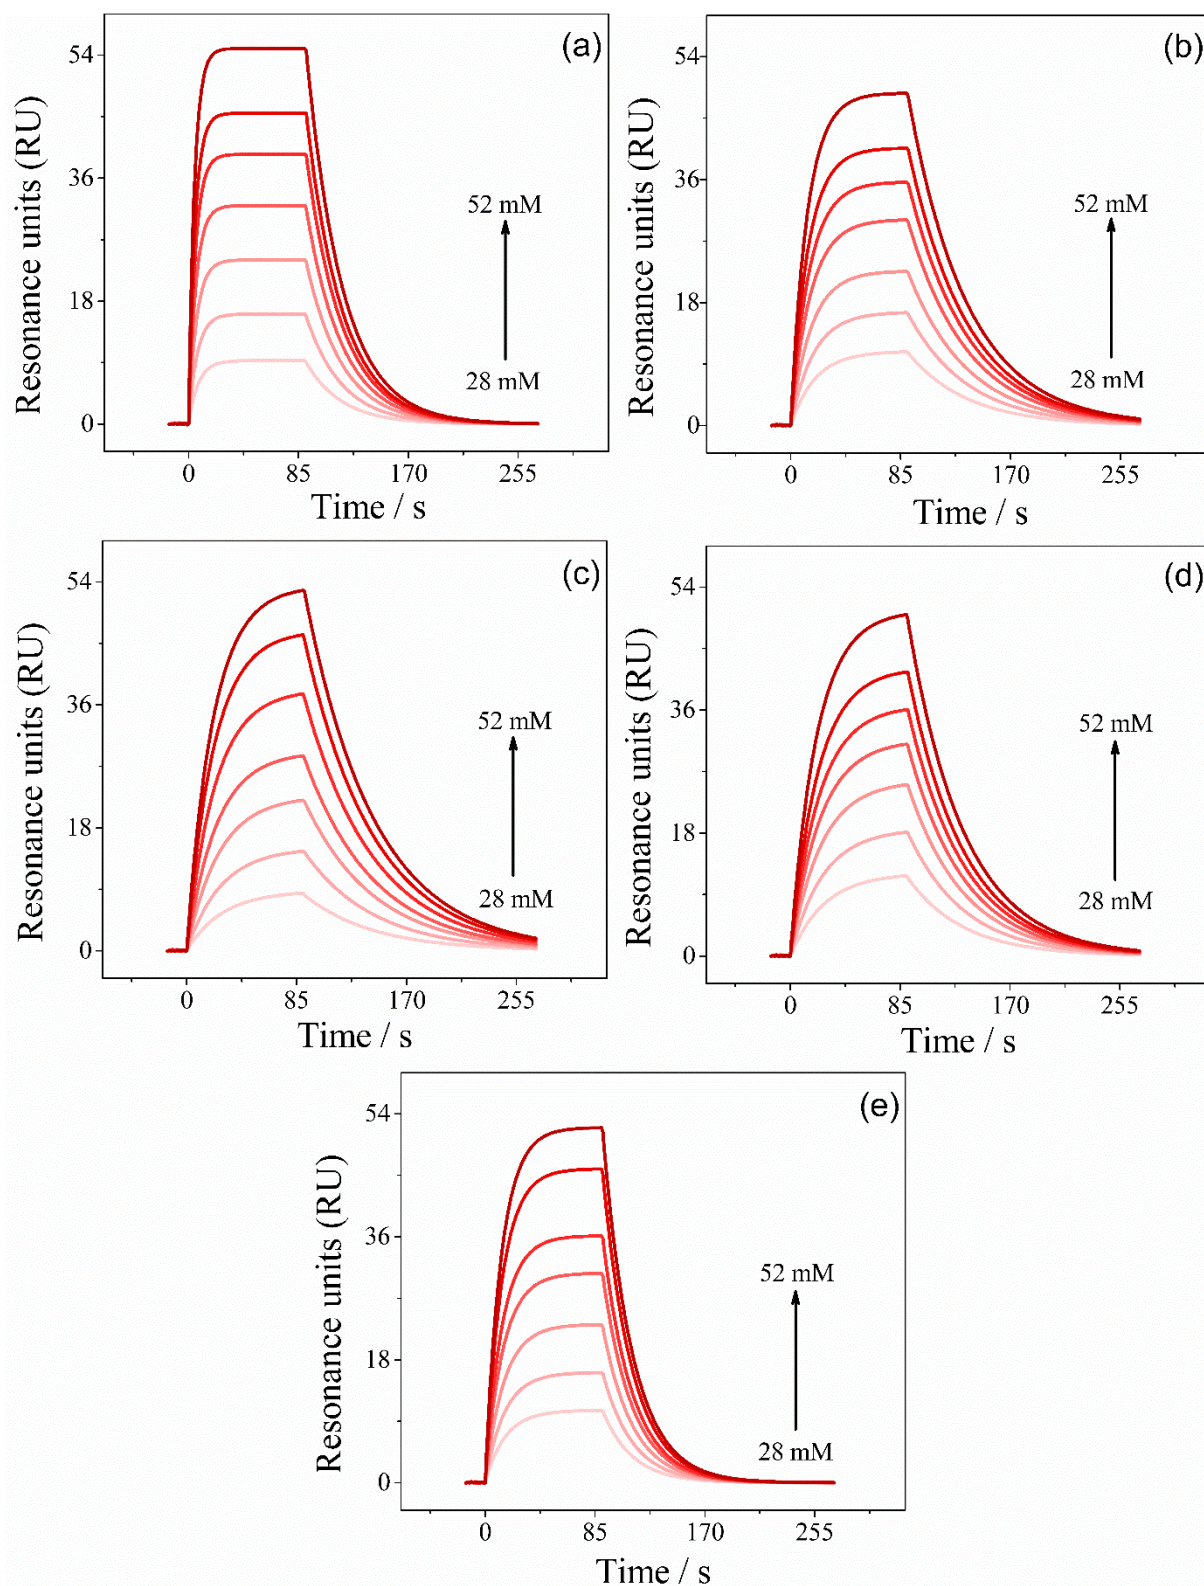 (a)
54
36
18
0
Resonance units (RU)
52 mM
28 mM
0 85 170 255
Time / s
(b)
54
36
18
0
Resonance units (RU)
52 mM
28 mM
0 85 170 255
Time / s
(c)
54
36
18
0
Resonance units (RU)
52 mM
28 mM
0 85 170 255
Time / s
(d)
54
36
18
0
Resonance units (RU)
52 mM
28 mM
0 85 170 255
Time / s
(e)
54
36
18
0
Resonance units (RU)
52 mM
28 mM
0 85 170 255
Time / s